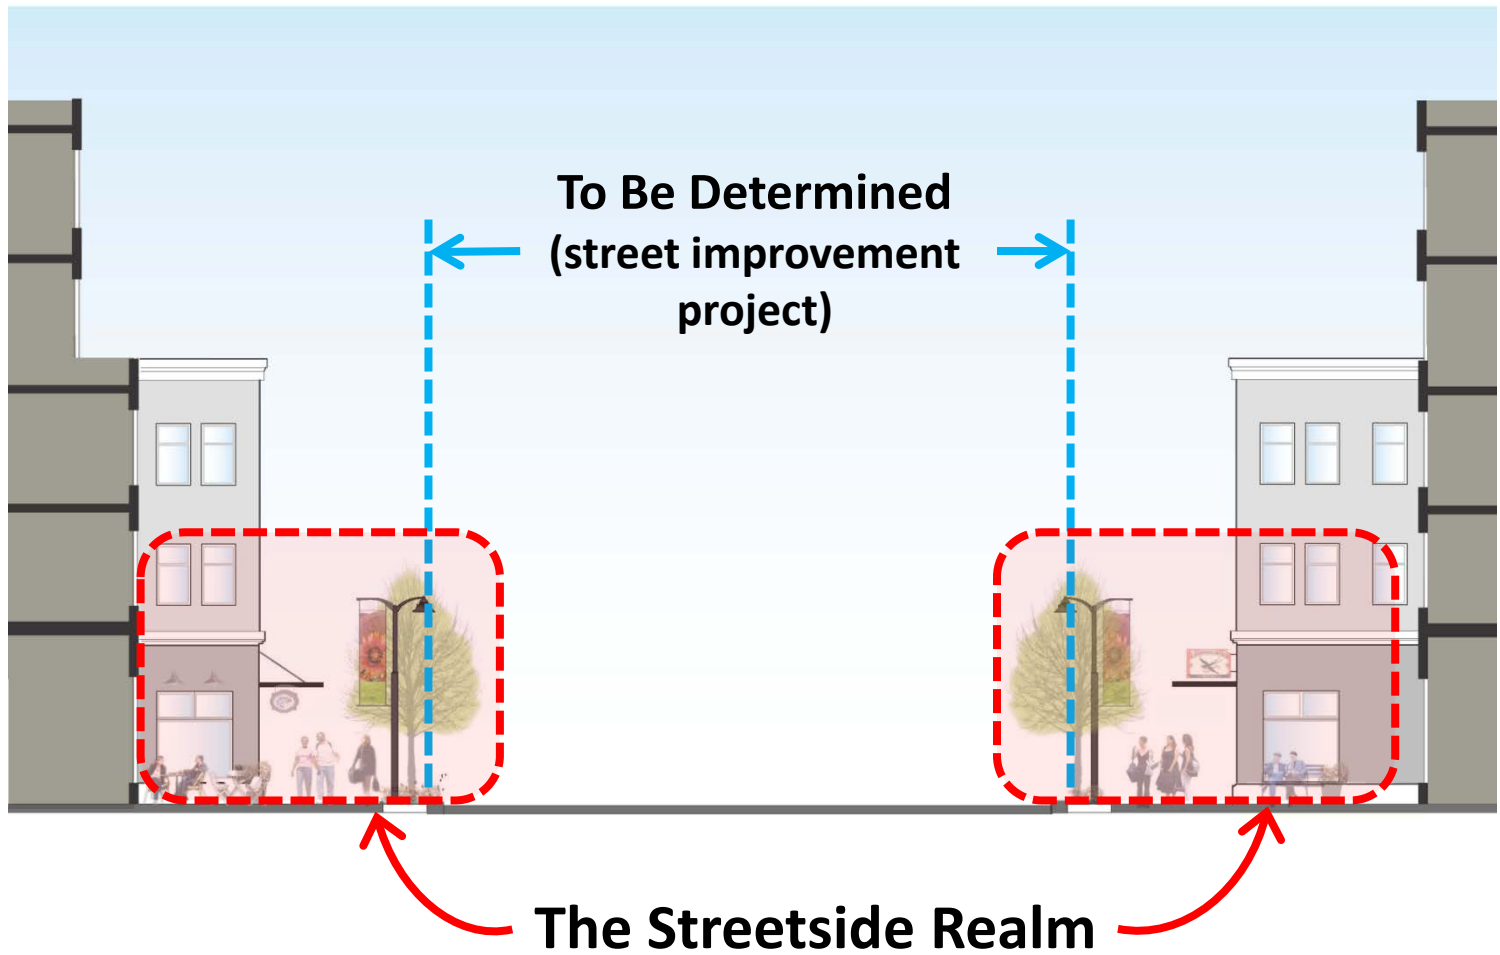 To Be Determined
(street improvement
project)
The Streetside Realm